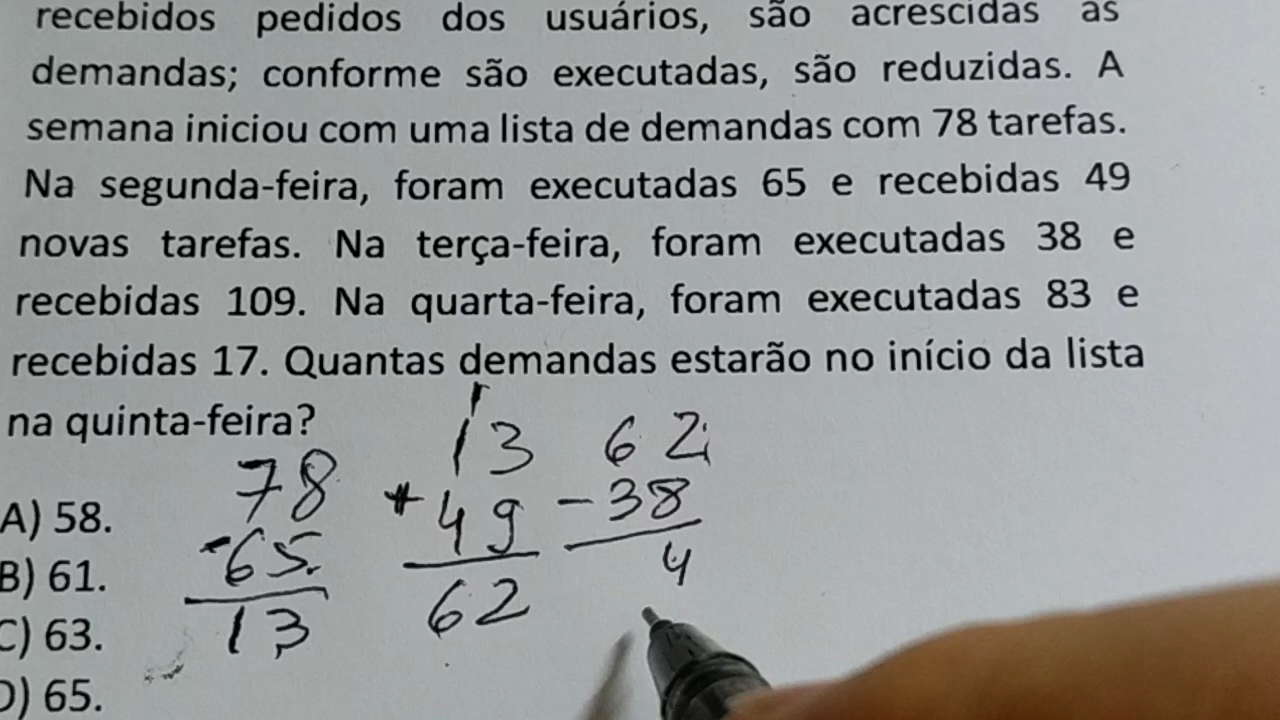 recebidos pedidos dos usuários, são acrescidas as
demandas; conforme são executadas, são reduzidas. A
semana iniciou com uma lista de demandas com 78 tarefas.
Na segunda-feira, foram executadas 65 e recebidas 49
novas tarefas. Na terça-feira, foram executadas 38 e
recebidas 109. Na quarta-feira, foram executadas 83 e
recebidas 17. Quantas demandas estarão no início da lista
na quinta-feira?
A) 58.
B) 61.
C) 63.
D) 65.
78
-65
13
1
13
+49
62
62
-38
4